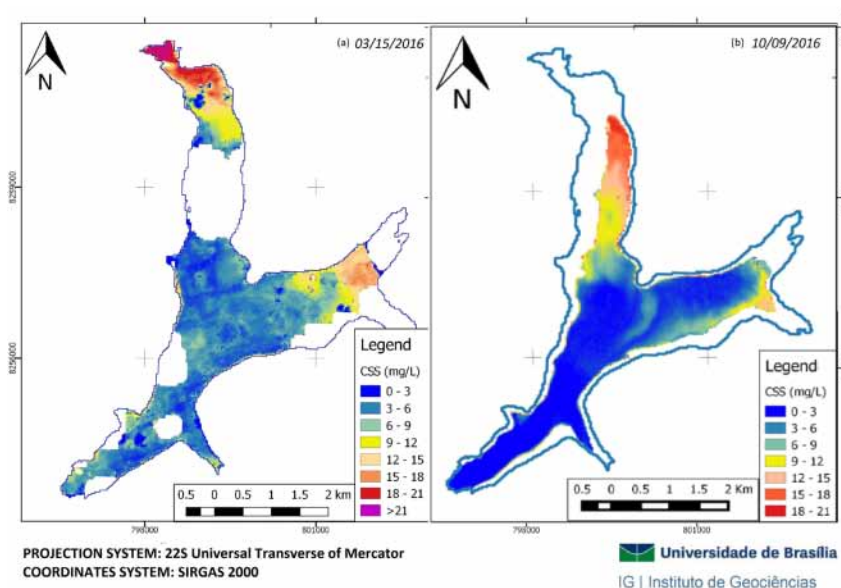 (a) 03/15/2016
(b) 10/09/2016
N
N
8259000
8256000
Legend
CSS (mg/L)
0 - 3
3 - 6
6 - 9
9 - 12
12 - 15
15 - 18
18 - 21
>21
Legend
CSS (mg/L)
0 - 3
3 - 6
6 - 9
9 - 12
12 - 15
15 - 18
18 - 21
0.5 0 0.5 1 1.5 2 Km
0.5 0 0.5 1 1.5 2 Km
798000
801000
798000
801000
PROJECTION SYSTEM: 22S Universal Transverse of Mercator
COORDINATES SYSTEM: SIRGAS 2000
Universidade de Brasília
IG | Instituto de Geociências